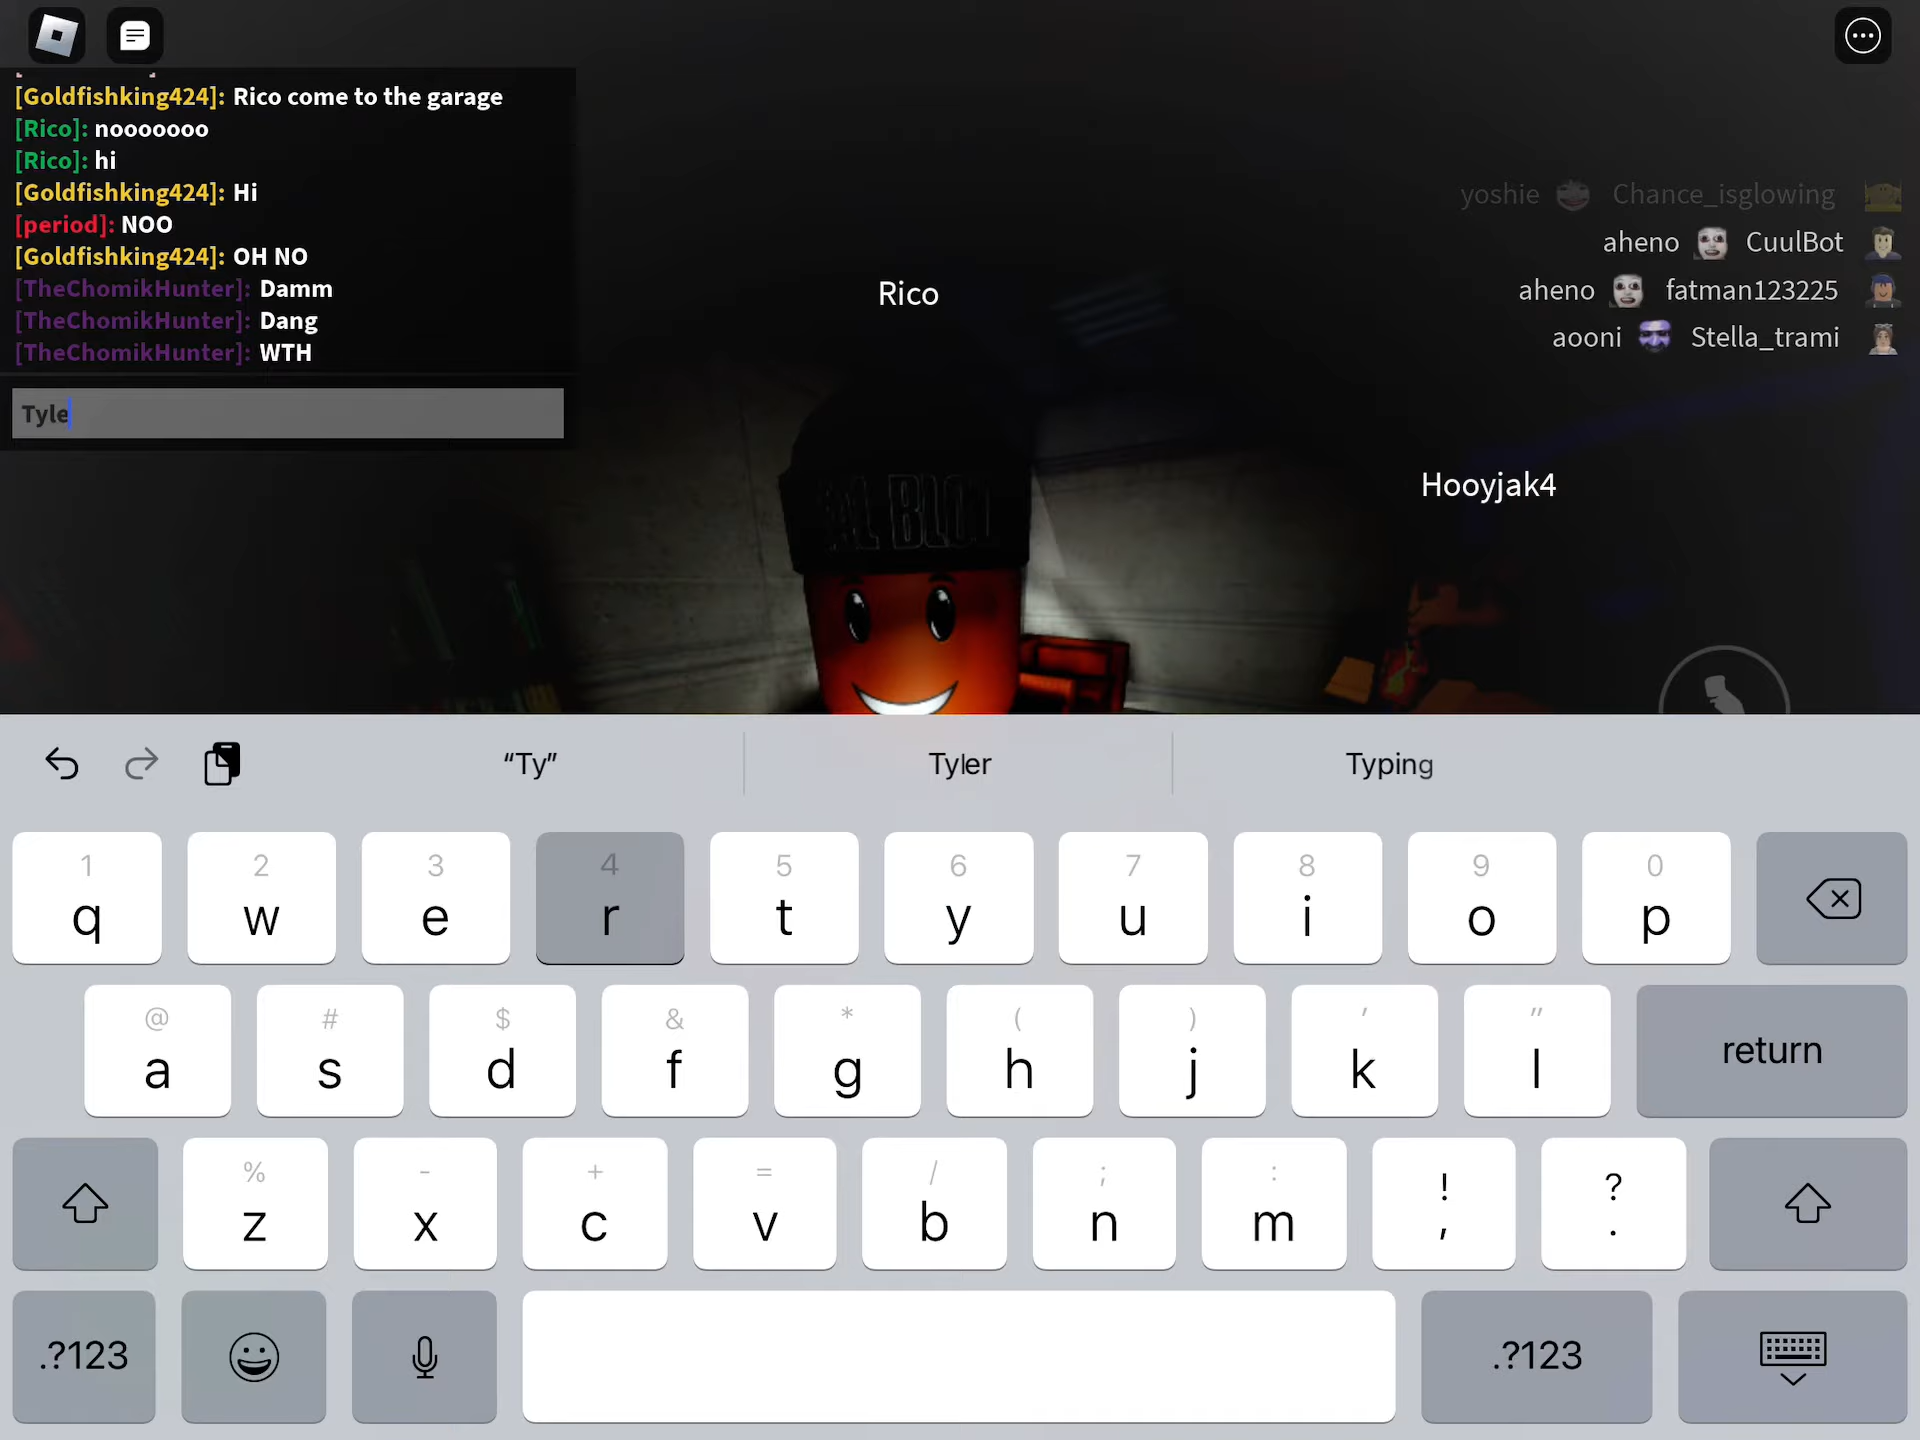 [Goldfishking424]: Rico come to the garage
[Rico]: nooooooo
[Rico]: hi
[Goldfishking424]: Hi
[period]: NOO
[Goldfishking424]: OH NO
[TheChomikHunter]: Damm
[TheChomikHunter]: Dang
[TheChomikHunter]: WTH
Tyle
yoshie Chance_isglowing
aheno CuulBot
aheno fatman123225
aooni Stella_trami
Rico
Hooyjak4
“Ty” Tyler Typing
1 2 3 4 5 6 7 8 9 0
q w e r t y u i o p
@ # $ & * ( ) ' "
a s d f g h j k l return
% - + = / ; : ! ?
z x c v b n m , .
.?123 .?123